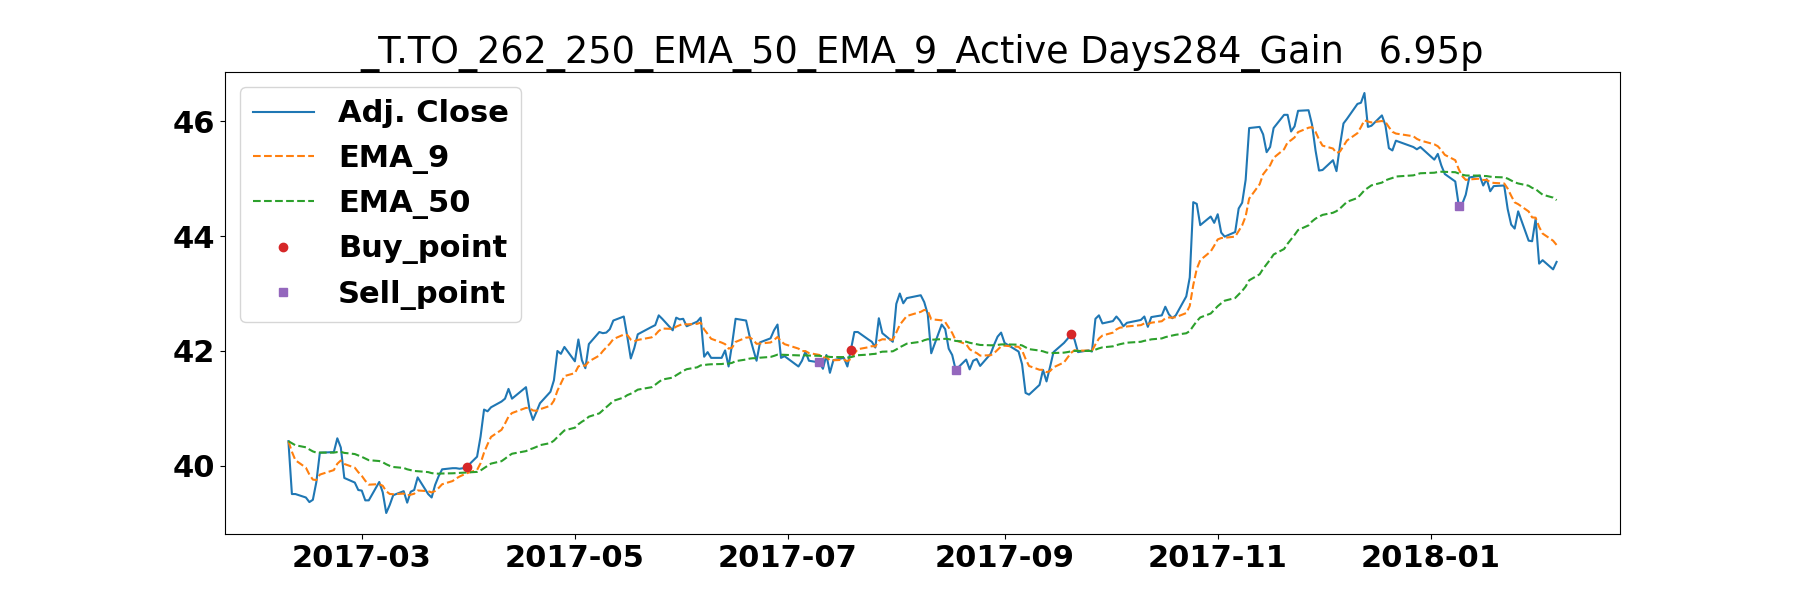 _T.TO_262_250_EMA_50_EMA_9_Active Days284_Gain   6.95p
Adj. Close
EMA_9
EMA_50
Buy_point
Sell_point
46
44
42
40
2017-03 2017-05 2017-07 2017-09 2017-11 2018-01